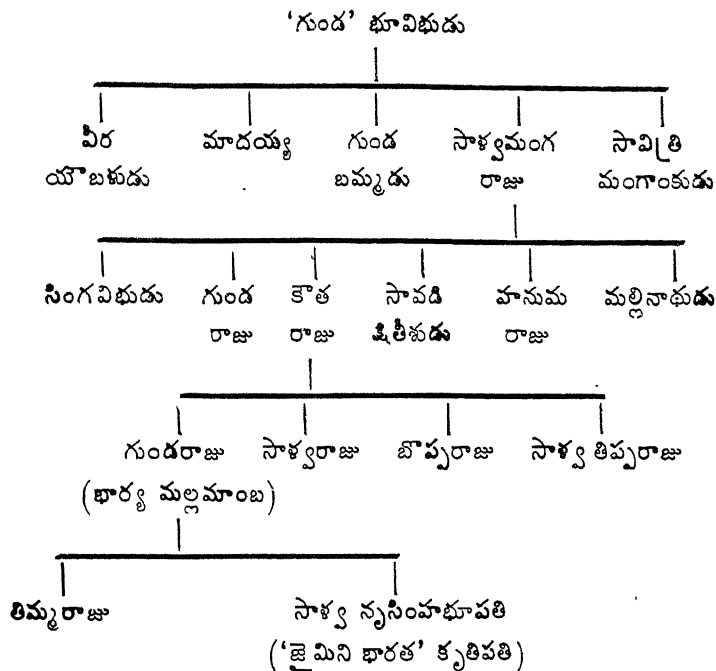 ‘గుండ’ భూవిభుడు
వీర మాదయ్య గుండ సాళ్వమంగ సావిత్రి
యౌబళుడు బమ్మడు రాజు మంగాంకుడు
సింగవిభుడు గుండ కౌత సావడి హనుమ మల్లినాథుడు
రాజు రాజు క్షితీశుడు రాజు
గుండరాజు సాళ్వరాజు బొప్పరాజు సాళ్వ తిప్పరాజు
(భార్య మల్లమాంబ)
తిమ్మరాజు సాళ్వ నృసింహభూపతి
(‘జైమిని భారత’ కృతిపతి)